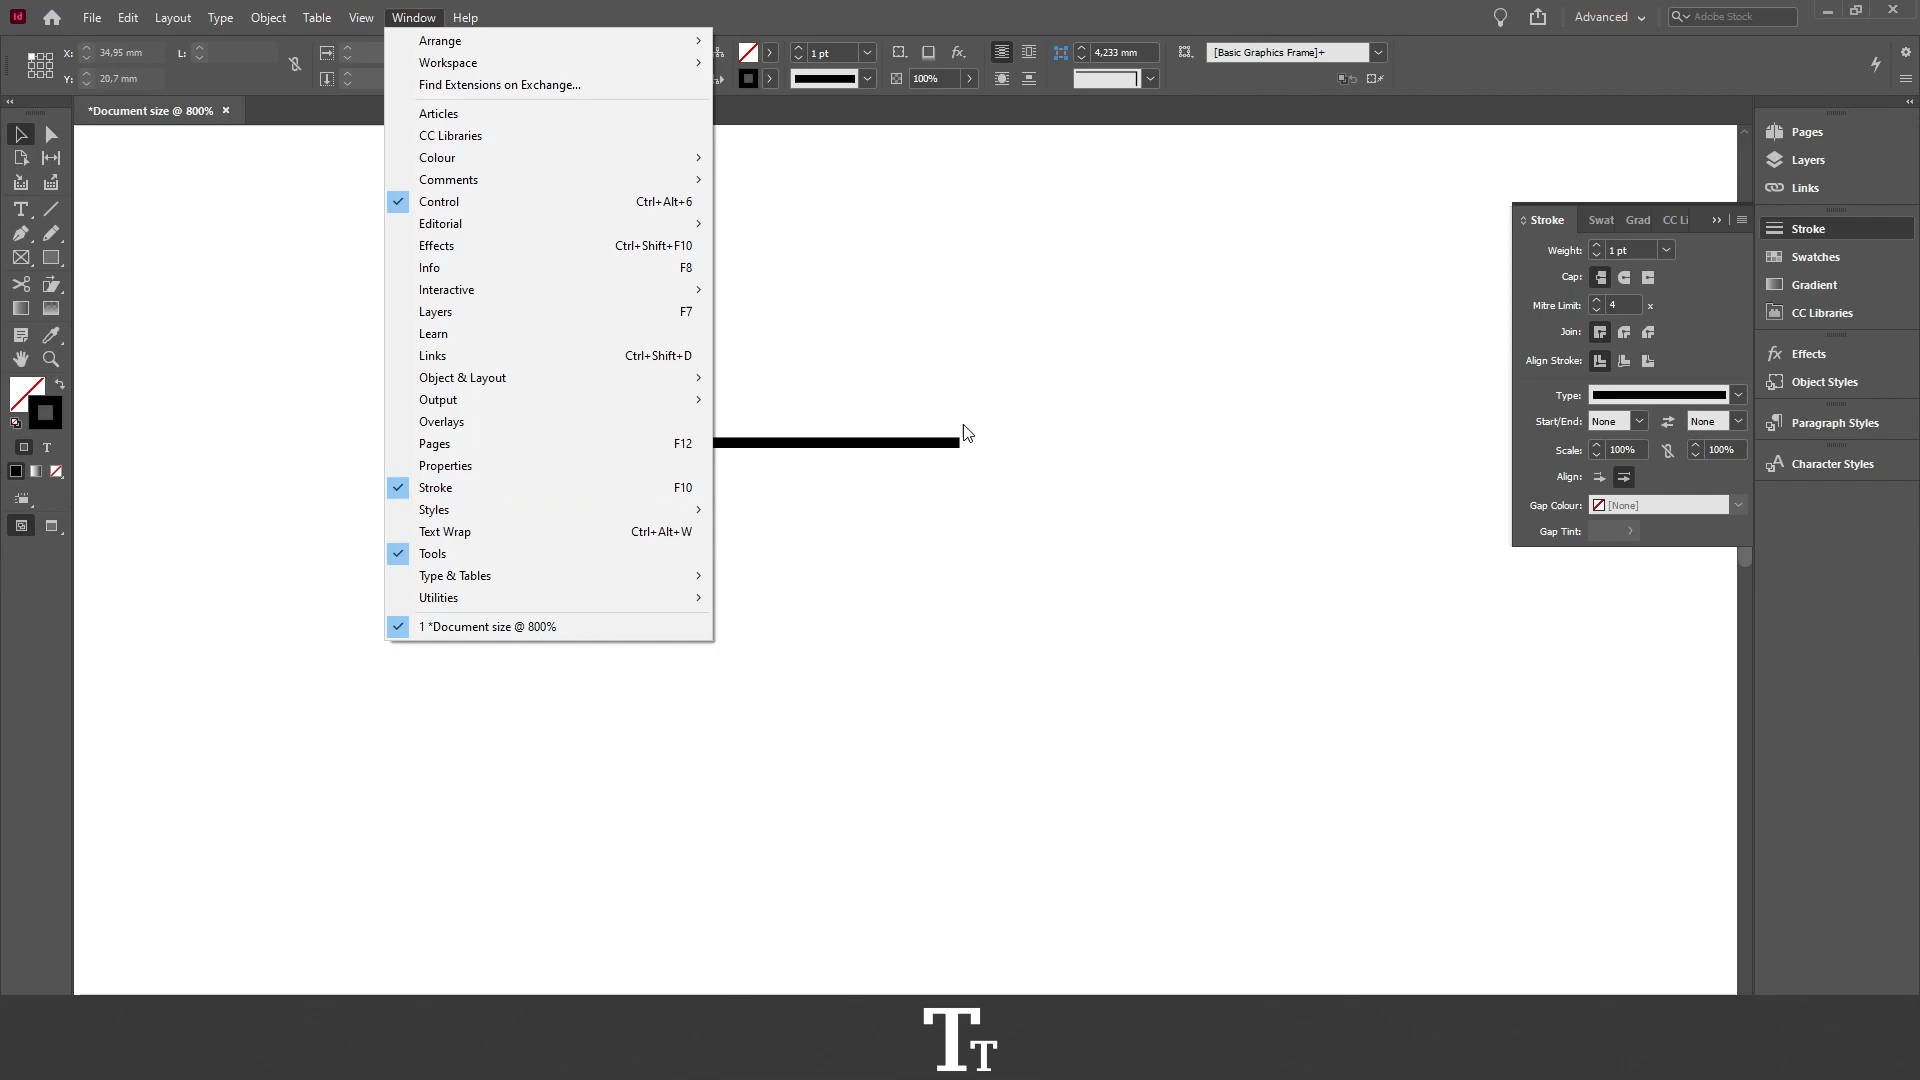 Id File Edit Layout Type Object Table View Window Help Advanced Adobe Stock
X: 34,95 mm L: 1 pt fx 4,233 mm [Basic Graphics Frame]+
Y: 20,7 mm 100%
*Document size @ 800% ×
Arrange
Workspace
Find Extensions on Exchange...
Articles
CC Libraries
Colour
Comments
Control Ctrl+Alt+6
Editorial
Effects Ctrl+Shift+F10
Info F8
Interactive
Layers F7
Learn
Links Ctrl+Shift+D
Object & Layout
Output
Overlays
Pages F12
Properties
Stroke F10
Styles
Text Wrap Ctrl+Alt+W
Tools
Type & Tables
Utilities
1 *Document size @ 800%
Stroke Swat Grad CC Li
Weight: 1 pt
Cap:
Mitre Limit: 4 x
Join:
Align Stroke:
Type:
Start/End: None None
Scale: 100% 100%
Align:
Gap Colour: [None]
Gap Tint:
Pages
Layers
Links
Stroke
Swatches
Gradient
CC Libraries
fx Effects
Object Styles
Paragraph Styles
Character Styles
T
T
TT